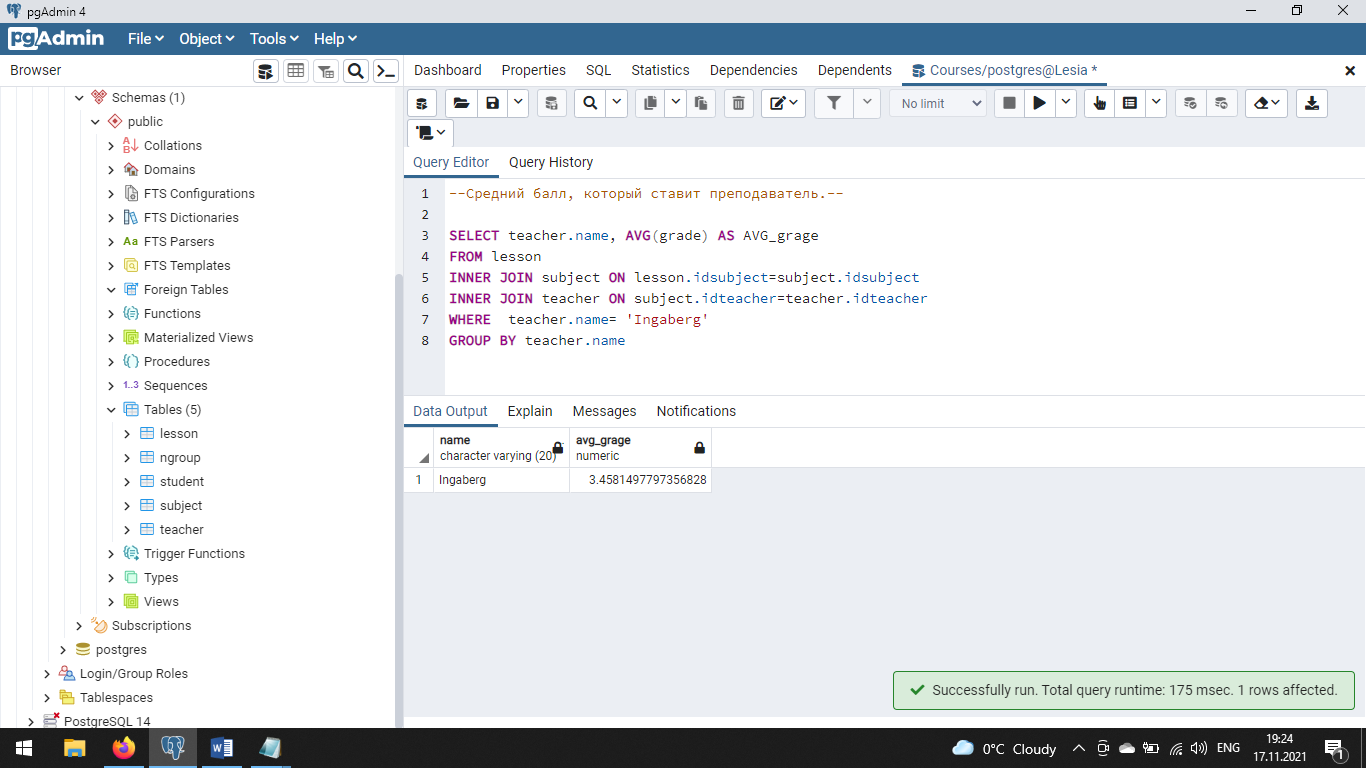 pgAdmin 4
pgAdmin File Object Tools Help
Browser
Dashboard Properties SQL Statistics Dependencies Dependents Courses/postgres@Lesia *
No limit
Schemas (1)
public
Collations
Domains
FTS Configurations
FTS Dictionaries
Aa FTS Parsers
FTS Templates
Foreign Tables
Functions
Materialized Views
Procedures
1..3 Sequences
Tables (5)
lesson
ngroup
student
subject
teacher
Trigger Functions
Types
Views
Subscriptions
postgres
Login/Group Roles
Tablespaces
PostgreSQL 14
Query Editor Query History
1 --Средний балл, который ставит преподаватель.--
2
3 SELECT teacher.name, AVG(grade) AS AVG_grage
4 FROM lesson
5 INNER JOIN subject ON lesson.idsubject=subject.idsubject
6 INNER JOIN teacher ON subject.idteacher=teacher.idteacher
7 WHERE  teacher.name= 'Ingaberg'
8 GROUP BY teacher.name
Data Output Explain Messages Notifications
name avg_grage
character varying (20) numeric
1 Ingaberg 3.4581497797356828
Successfully run. Total query runtime: 175 msec. 1 rows affected.
0°C Cloudy ENG 19:24
17.11.2021
1